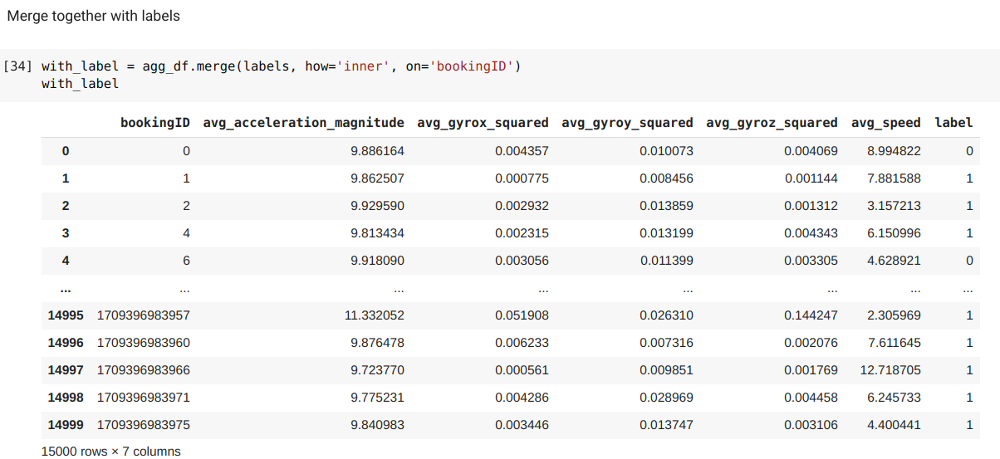 Merge together with labels
[34] with_label = agg_df.merge(labels, how='inner', on='bookingID')
with_label
bookingID avg_acceleration_magnitude avg_gyrox_squared avg_gyroy_squared avg_gyroz_squared avg_speed label
0 0 9.886164 0.004357 0.010073 0.004069 8.994822 0
1 1 9.862507 0.000775 0.008456 0.001144 7.881588 1
2 2 9.929590 0.002932 0.013859 0.001312 3.157213 1
3 4 9.813434 0.002315 0.013199 0.004343 6.150996 1
4 6 9.918090 0.003056 0.011399 0.003305 4.628921 0
... ... ... ... ... ... ... ...
14995 1709396983957 11.332052 0.051908 0.026310 0.144247 2.305969 1
14996 1709396983960 9.876478 0.006233 0.007316 0.002076 7.611645 1
14997 1709396983966 9.723770 0.000561 0.009851 0.001769 12.718705 1
14998 1709396983971 9.775231 0.004286 0.028969 0.004458 6.245733 1
14999 1709396983975 9.840983 0.003446 0.013747 0.003106 4.400441 1
15000 rows × 7 columns